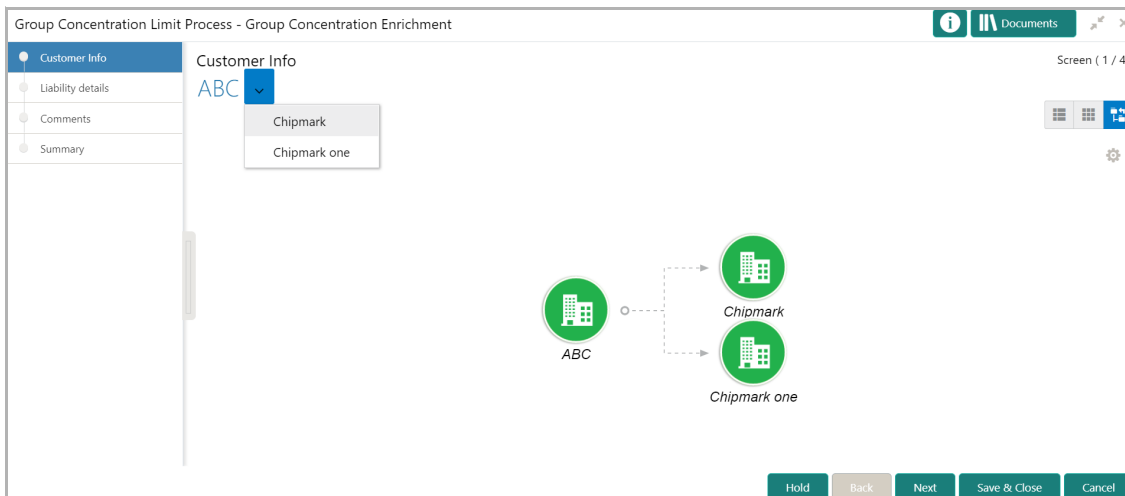 Group Concentration Limit Process - Group Concentration Enrichment
Documents
Customer Info
Liability details
Comments
Summary
Customer Info
Screen ( 1 / 4
ABC
Chipmark
Chipmark one
ABC
Chipmark
Chipmark one
Hold
Back
Next
Save & Close
Cancel